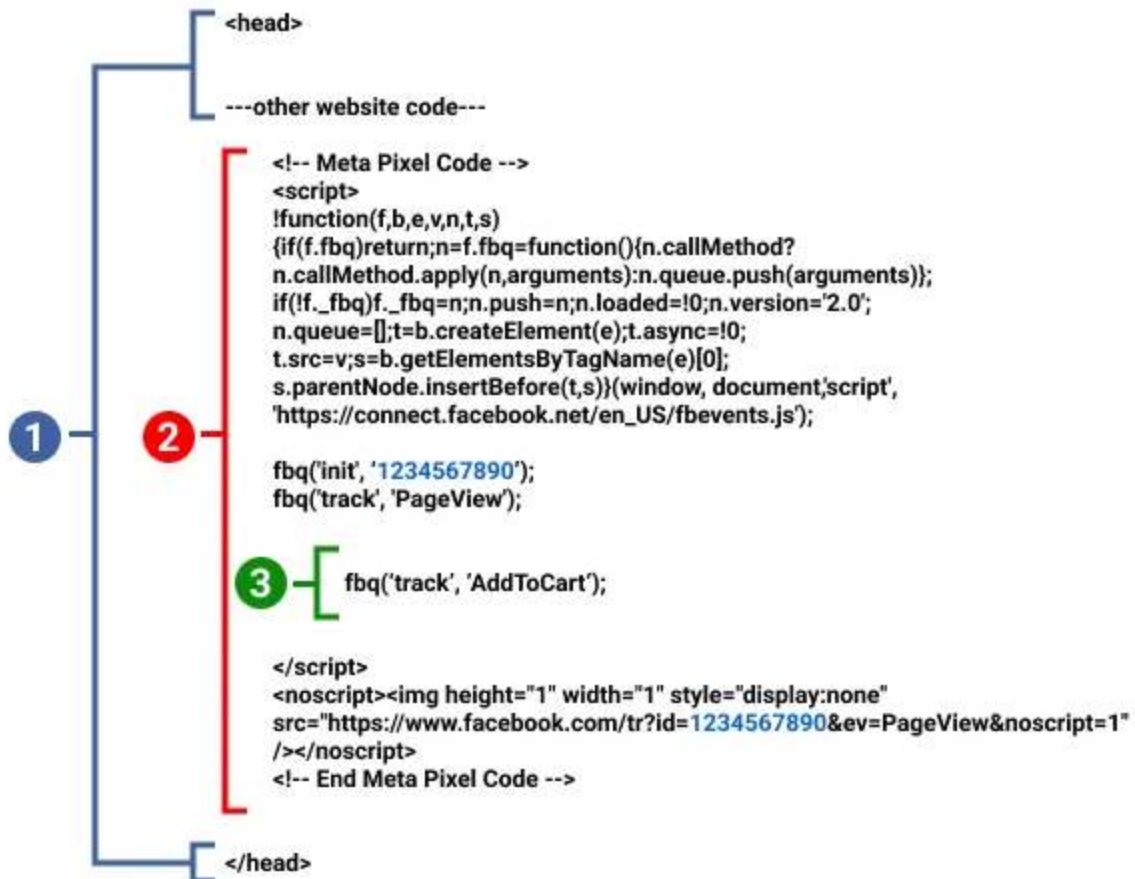 <head>
---other website code---
<!-- Meta Pixel Code -->
<script>
!function(f,b,e,v,n,t,s)
{if(f.fbq)return;n=f.fbq=function(){n.callMethod?
n.callMethod.apply(n,arguments):n.queue.push(arguments)};
if(!f._fbq)f._fbq=n;n.push=n;n.loaded=!0;n.version='2.0';
n.queue=[];t=b.createElement(e);t.async=!0;
t.src=v;s=b.getElementsByTagName(e)[0];
s.parentNode.insertBefore(t,s)}(window, document,'script',
'https://connect.facebook.net/en_US/fbevents.js');
1
2
fbq('init', ‘1234567890’);
fbq('track', 'PageView');
3
fbq(‘track’, ‘AddToCart’);
</script>
<noscript><img height="1" width="1" style="display:none"
src="https://www.facebook.com/tr?id=1234567890&ev=PageView&noscript=1"
/></noscript>
<!-- End Meta Pixel Code -->
</head>